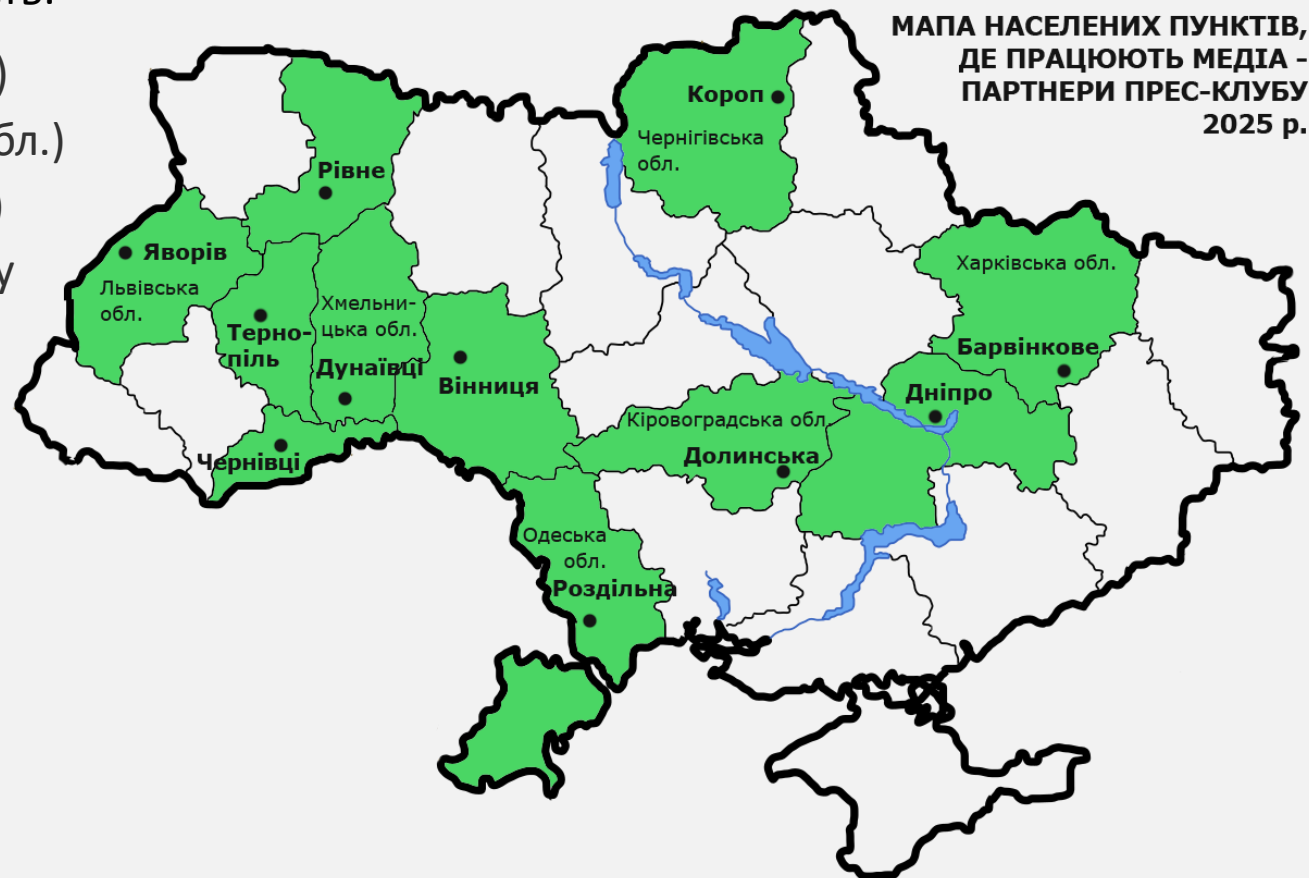 МАПА НАСЕЛЕНИХ ПУНКТІВ,
ДЕ ПРАЦЮЮТЬ МЕДІА -
ПАРТНЕРИ ПРЕС-КЛУБУ
2025 р.
бл.)
у
Короп
Чернігівська
обл.
Рівне
Яворів
Львівська
обл.
Терно-
піль
Хмельни-
цька обл.
Дунаївці
Вінниця
Чернівці
Харківська обл.
Барвінкове
Дніпро
Кіровоградська обл.
Долинська
Одеська
обл.
Роздільна